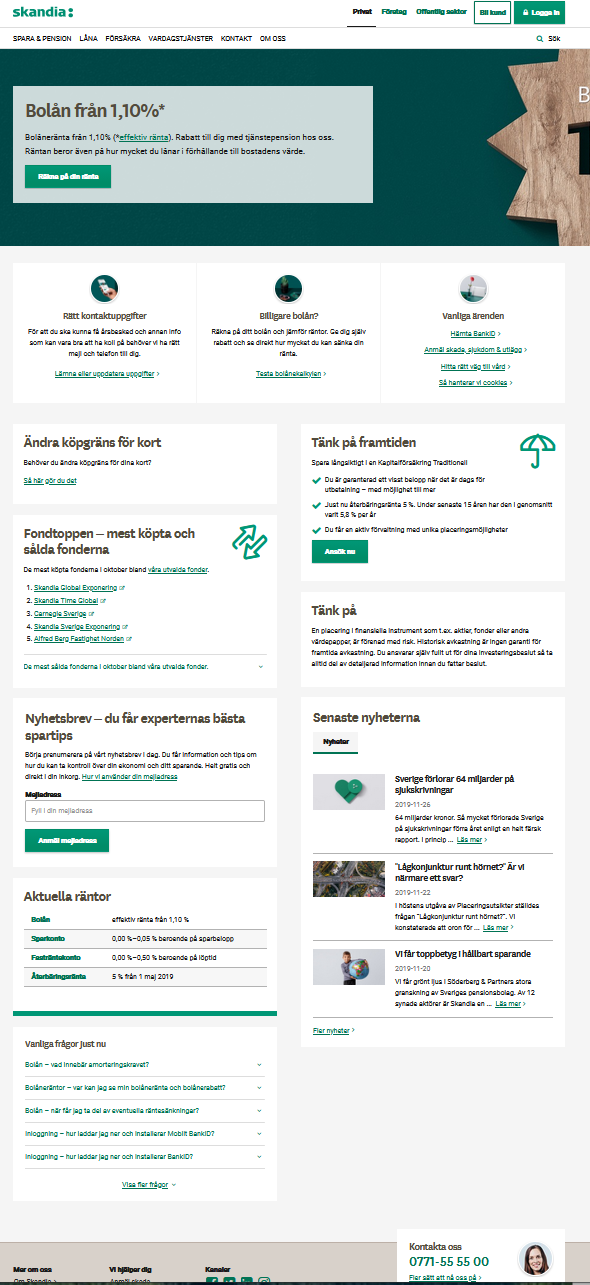 skandia:
Privat Företag Offentlig sektor Bli kund Logga in
SPARA & PENSION LÅNA FÖRSÄKRA VARDAGSTJÄNSTER KONTAKT OM OSS Sök
Bolån från 1,10%*
Bolåneränta från 1,10% (*effektiv ränta). Rabatt till dig med tjänstepension hos oss.
Räntan beror även på hur mycket du lånar i förhållande till bostadens värde.
Räkna på din ränta
B
1
Rätt kontaktuppgifter
För att du ska kunna få årsbesked och annan info
som kan vara bra att ha koll på behöver vi ha rätt
mejl och telefon till dig.
Lämna eller uppdatera uppgifter
Billigare bolån?
Räkna på ditt bolån och jämför räntor. Ge dig själv
rabatt och se direkt hur mycket du kan sänka din
ränta.
Testa bolånekalkylen
Vanliga ärenden
Hämta BankID
Anmäl skada, sjukdom & utlägg
Hitta rätt väg till vård
Så hanterar vi cookies
Ändra köpgräns för kort
Behöver du ändra köpgräns för dina kort?
Så här gör du det
Fondtoppen – mest köpta och
sålda fonderna
De mest köpta fonderna i oktober bland våra utvalda fonder.
1. Skandia Global Exponering
2. Skandia Time Global
3. Carnegie Sverige
4. Skandia Sverige Exponering
5. Alfred Berg Fastighet Norden
De mest sålda fonderna i oktober bland våra utvalda fonder.
Nyhetsbrev – du får experternas bästa
spartips
Börja prenumerera på vårt nyhetsbrev i dag. Du får information och tips om
hur du kan ta kontroll över din ekonomi och ditt sparande. Helt gratis och
direkt i din inkorg. Hur vi använder din mejladress
Mejladress
Fyll i din mejladress
Anmäl mejladress
Aktuella räntor
Bolån effektiv ränta från 1,10 %
Sparkonto 0,00 %–0,05 % beroende på sparbelopp
Fasträntekonto 0,00 %–0,50 % beroende på löptid
Återbäringsränta 5 % från 1 maj 2019
Vanliga frågor just nu
Bolån – vad innebär amorteringskravet?
Bolåneräntor – var kan jag se min bolåneränta och bolånerabatt?
Bolån – när får jag ta del av eventuella räntesänkningar?
Inloggning – hur laddar jag ner och installerar Mobilt BankID?
Inloggning – hur laddar jag ner och installerar BankID?
Visa fler frågor
Tänk på framtiden
Spara långsiktigt i en Kapitalförsäkring Traditionell
Du är garanterad ett visst belopp när det är dags för
utbetalning – med möjlighet till mer
Just nu återbäringsränta 5 %. Under senaste 15 åren har den i genomsnitt
varit 5,8 % per år
Du får en aktiv förvaltning med unika placeringsmöjligheter
Ansök nu
Tänk på
En placering i finansiella instrument som t.ex. aktier, fonder eller andra
värdepapper, är förenad med risk. Historisk avkastning är ingen garanti för
framtida avkastning. Du ansvarar själv fullt ut för dina investeringsbeslut så ta
alltid del av detaljerad information innan du fattar beslut.
Senaste nyheterna
Nyheter
Sverige förlorar 64 miljarder på
sjukskrivningar
2019-11-26
64 miljarder kronor. Så mycket förlorade Sverige
på sjukskrivningar förra året enligt en helt färsk
rapport. I princip ... Läs mer
"Lågkonjunktur runt hörnet?" Är vi
närmare ett svar?
2019-11-22
I höstens utgåva av Placeringsutsikter ställdes
frågan "Lågkonjunktur runt hörnet?". Vi
konstaterade att oron för ... Läs mer
Vi får toppbetyg i hållbart sparande
2019-11-20
Vi får grönt ljus i Söderberg & Partners stora
granskning av Sveriges pensionsbolag. Av 12
synade aktörer är Skandia en ... Läs mer
Fler nyheter
Mer om oss Vi hjälper dig Kanaler
Om Skandia Anmäl skada
Kontakta oss
0771-55 55 00
Fler sätt att nå oss på